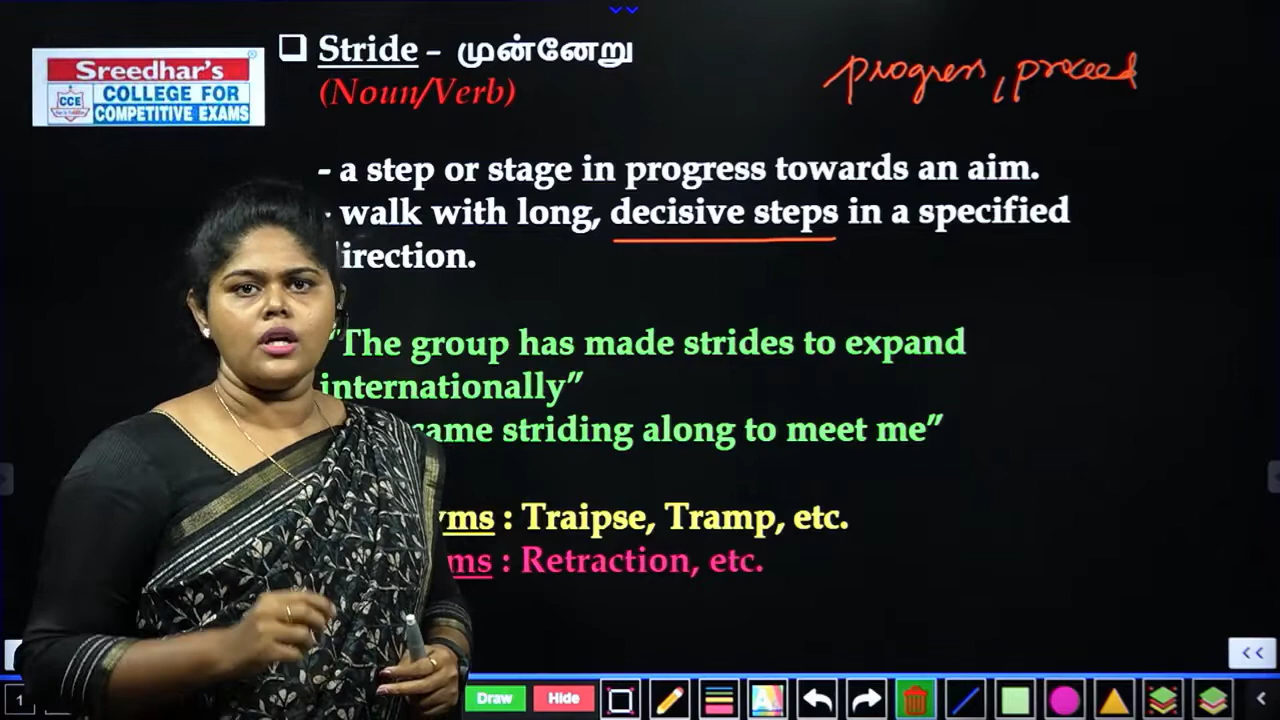 Stride – முன்னேறு
progress, proceed
Sreedhar's
CCE
COLLEGE FOR
COMPETITIVE EXAMS
(Noun/Verb)
- a step or stage in progress towards an aim.
walk with long, decisive steps in a specified
irection.
“The group has made strides to expand
internationally”
came striding along to meet me”
yms : Traipse, Tramp, etc.
ms : Retraction, etc.
<<
1
Draw
Hide